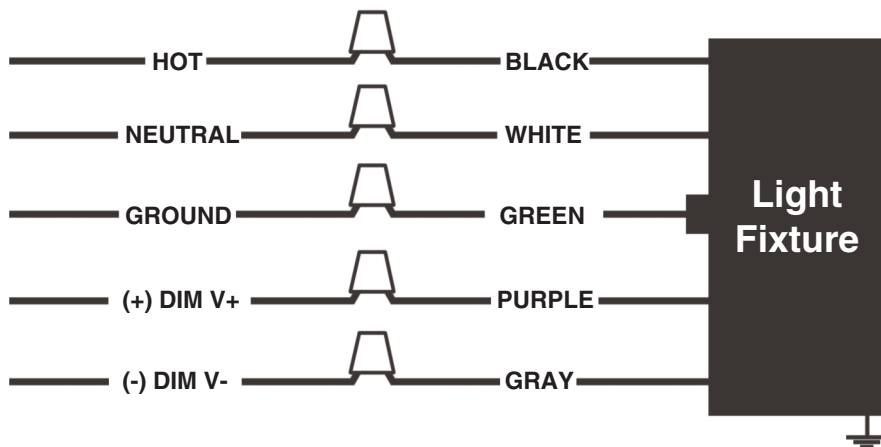 HOT BLACK
NEUTRAL WHITE
GROUND GREEN
(+) DIM V+ PURPLE
(-) DIM V- GRAY
Light
Fixture